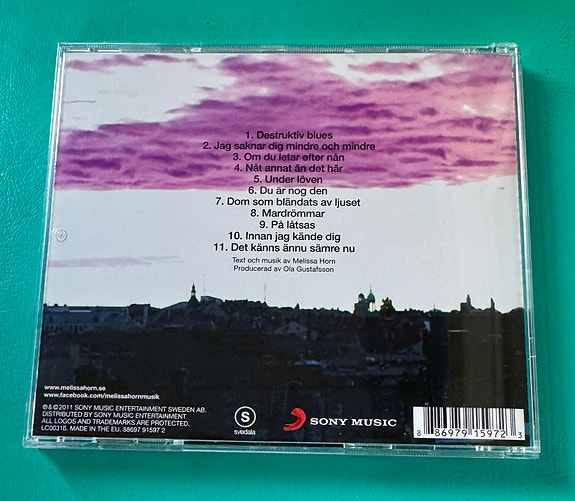 1. Destruktiv blues
2. Jag saknar dig mindre och mindre
3. Om du letar efter nån
4. Nåt annat än det här
5. Under löven
6. Du är nog den
7. Dom som bländats av ljuset
8. Mardrömmar
9. På låtsas
10. Innan jag kände dig
11. Det känns ännu sämre nu
Text och musik av Melissa Horn
Producerad av Ola Gustafsson
www.melissahorn.se
www.facebook.com/melissahornmusik
℗&© 2011 SONY MUSIC ENTERTAINMENT SWEDEN AB.
DISTRIBUTED BY SONY MUSIC ENTERTAINMENT.
ALL LOGOS AND TRADEMARKS ARE PROTECTED.
LC00316. MADE IN THE EU. 88697 91597 2
S
svedala
SONY MUSIC
8 86979 15972 3